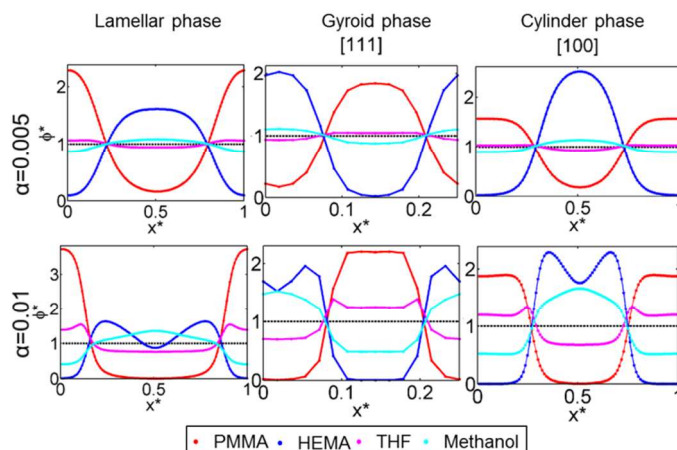 Lamellar phase
Gyroid phase
[111]
Cylinder phase
[100]
α=0.005
ϕ*
2
1
0
0
0.5
1
x*
2
1
0
0
0.1
0.2
x*
2
1
0
0
0.5
1
x*
α=0.01
ϕ*
3
2
1
0
0
0.5
1
x*
2
1
0
0
0.1
0.2
x*
2
1
0
0
0.5
1
x*
PMMA HEMA THF Methanol